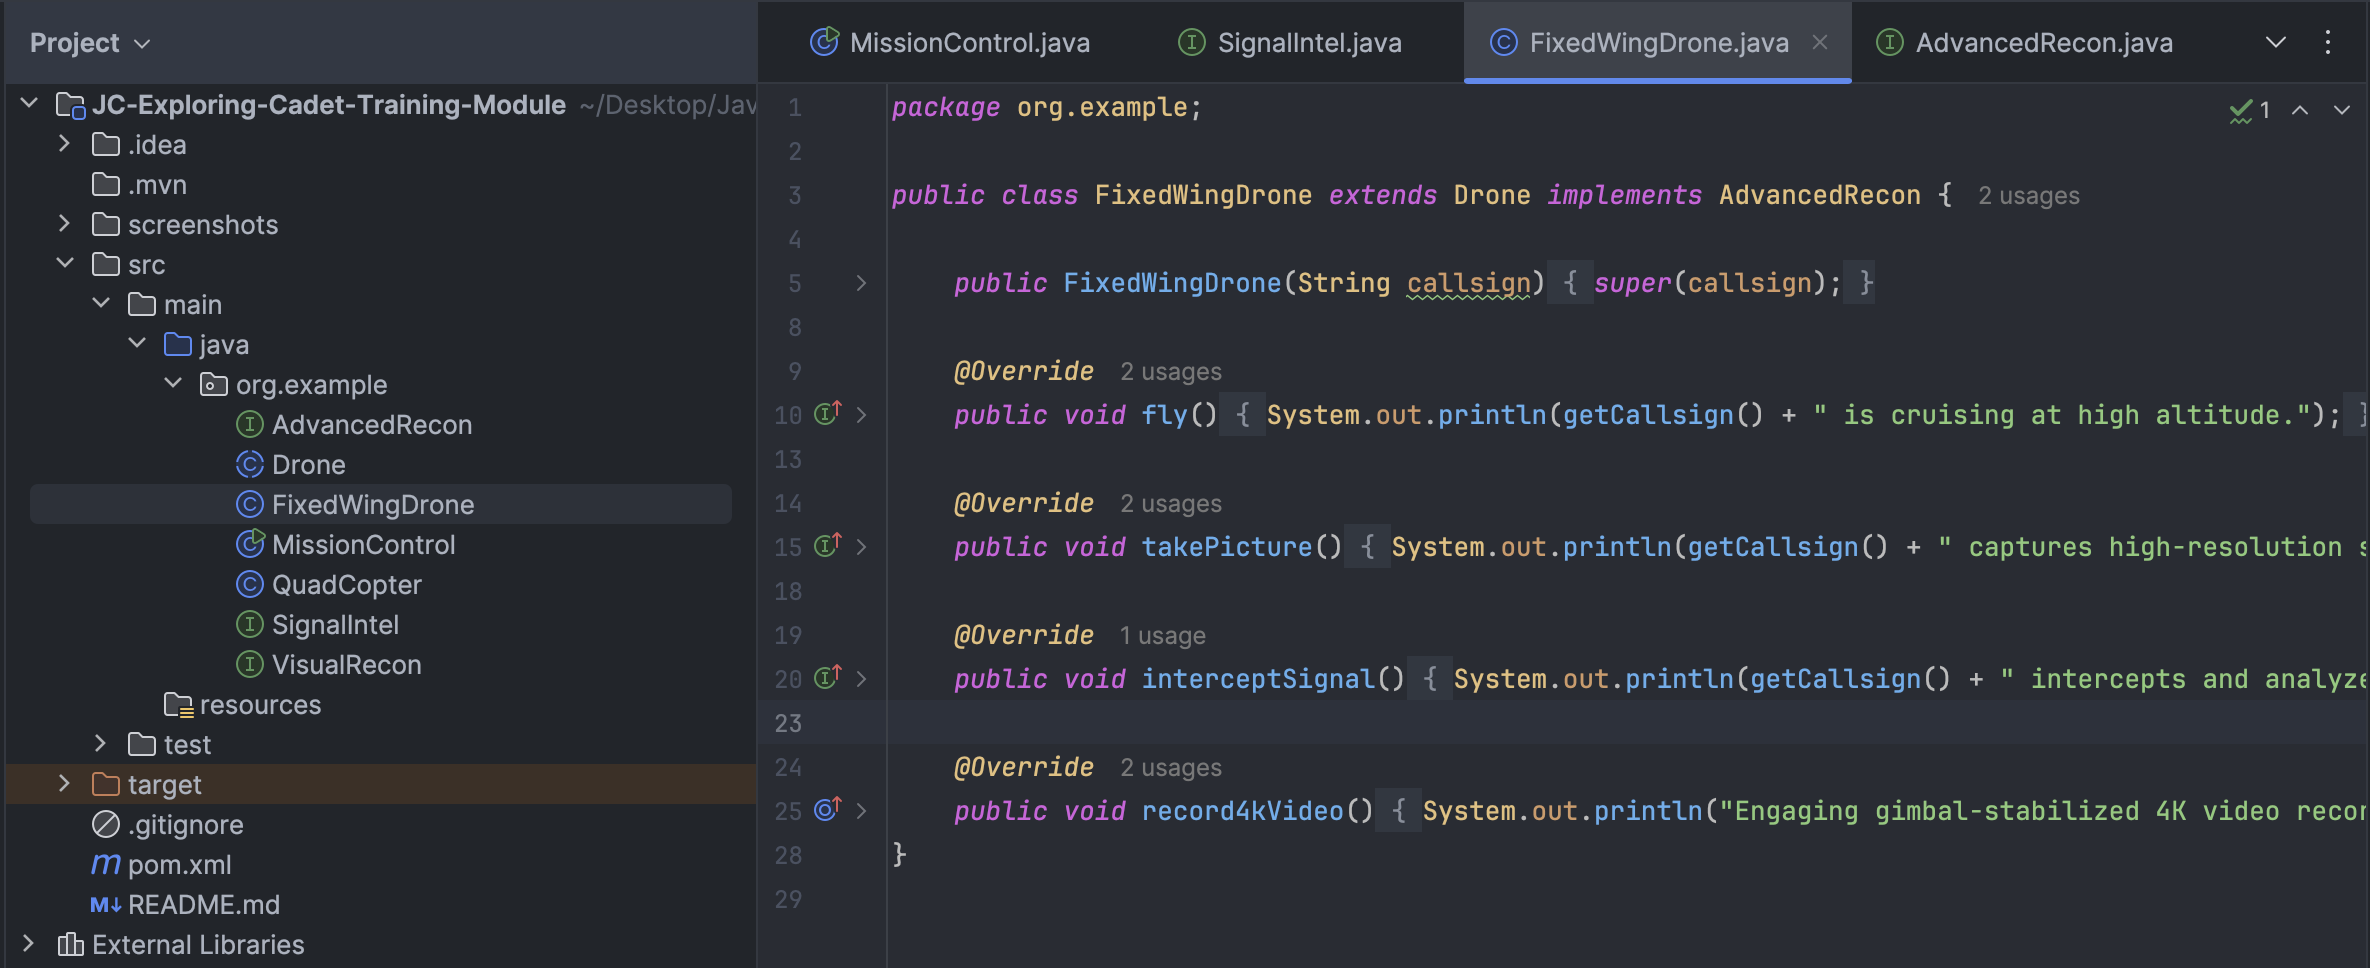 Project
MissionControl.java
SignalIntel.java
FixedWingDrone.java
AdvancedRecon.java
JC-Exploring-Cadet-Training-Module ~/Desktop/Jav
.idea
.mvn
screenshots
src
main
java
org.example
AdvancedRecon
Drone
FixedWingDrone
MissionControl
QuadCopter
SignalIntel
VisualRecon
resources
test
target
.gitignore
pom.xml
README.md
External Libraries
1 package org.example;
1
2
3 public class FixedWingDrone extends Drone implements AdvancedRecon { 2 usages
4
5 public FixedWingDrone(String callsign) { super(callsign); }
8
9 @Override 2 usages
10 public void fly() { System.out.println(getCallsign() + " is cruising at high altitude."); }
13
14 @Override 2 usages
15 public void takePicture() { System.out.println(getCallsign() + " captures high-resolution s
18
19 @Override 1 usage
20 public void interceptSignal() { System.out.println(getCallsign() + " intercepts and analyze
23
24 @Override 2 usages
25 public void record4kVideo() { System.out.println("Engaging gimbal-stabilized 4K video recor
28 }
29